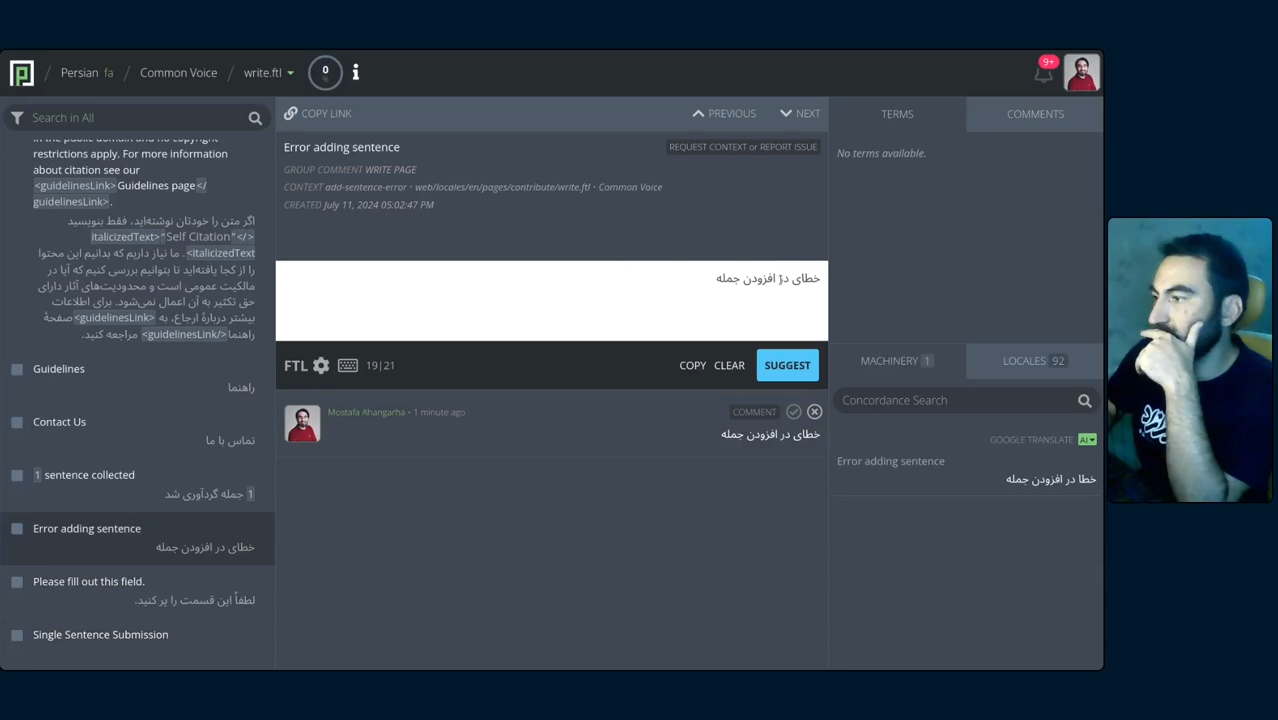 Persian fa / Common Voice / write.ftl 0 9+
Search in All
COPY LINK PREVIOUS NEXT
TERMS COMMENTS
in the public domain and no copyright
restrictions apply. For more information
about citation see our
<guidelinesLink>Guidelines page</
guidelinesLink>.
اگر متن را خودتان نوشته‌اید، فقط بنویسید
italicizedText>"Self Citation"</
<italicizedText. ما نیاز داریم که بدانیم این محتوا
را از کجا یافته‌اید تا بتوانیم بررسی کنیم که آیا در
مالکیت عمومی است و محدودیت‌های آثار دارای
حق تکثیر به آن اعمال نمی‌شود. برای اطلاعات
بیشتر دربارهٔ ارجاع، به <guidelinesLink>صفحهٔ
راهنما</guidelinesLink> مراجعه کنید.
Guidelines
راهنما
Contact Us
تماس با ما
1 sentence collected
1 جمله گردآوری شد
Error adding sentence
خطای در افزودن جمله
Please fill out this field.
لطفاً این قسمت را پر کنید.
Single Sentence Submission
Error adding sentence
REQUEST CONTEXT or REPORT ISSUE
GROUP COMMENT WRITE PAGE
CONTEXT add-sentence-error • web/locales/en/pages/contribute/write.ftl • Common Voice
CREATED July 11, 2024 05:02:47 PM
خطای در افزودن جمله
FTL 19|21 COPY CLEAR SUGGEST
Mostafa Ahangarha • 1 minute ago COMMENT
خطای در افزودن جمله
No terms available.
MACHINERY 1 LOCALES 92
Concordance Search
GOOGLE TRANSLATE AI
Error adding sentence
خطا در افزودن جمله